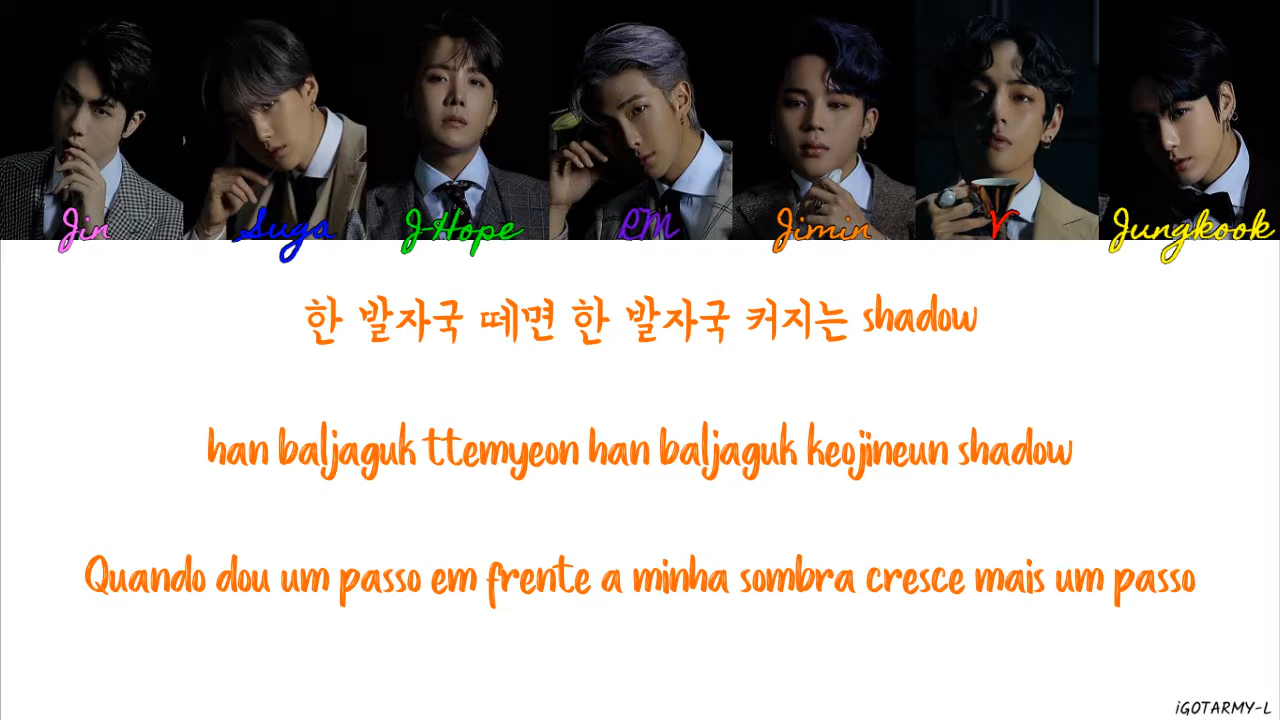 Jin Suga J-Hope RM Jimin V Jungkook
한 발자국 떼면 한 발자국 커지는 shadow
han baljaguk ttemyeon han baljaguk keojineun shadow
Quando dou um passo em frente a minha sombra cresce mais um passo
iGOTARMY-L